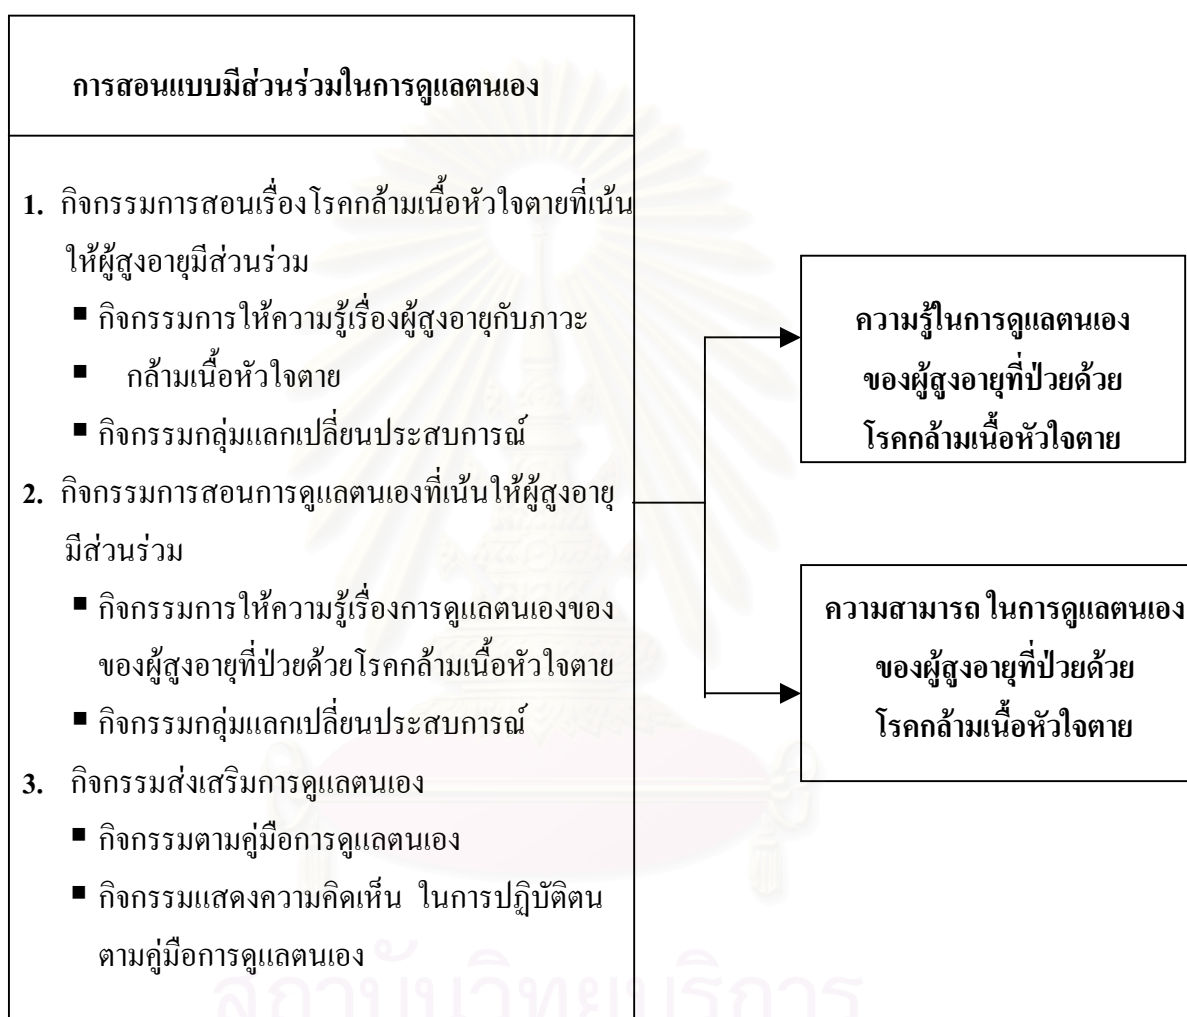 การสอนแบบมีส่วนร่วมในการดูแลตนเอง
1. กิจกรรมการสอนเรื่องโรคกล้ามเนื้อหัวใจตายที่เน้น
ให้ผู้สูงอายุมีส่วนร่วม
▪ กิจกรรมการให้ความรู้เรื่องผู้สูงอายุกับภาวะ
▪ กล้ามเนื้อหัวใจตาย
▪ กิจกรรมกลุ่มแลกเปลี่ยนประสบการณ์
2. กิจกรรมการสอนการดูแลตนเองที่เน้นให้ผู้สูงอายุ
มีส่วนร่วม
▪ กิจกรรมการให้ความรู้เรื่องการดูแลตนเองของ
ของผู้สูงอายุที่ป่วยด้วยโรคกล้ามเนื้อหัวใจตาย
▪ กิจกรรมกลุ่มแลกเปลี่ยนประสบการณ์
3. กิจกรรมส่งเสริมการดูแลตนเอง
▪ กิจกรรมตามคู่มือการดูแลตนเอง
▪ กิจกรรมแสดงความคิดเห็น ในการปฏิบัติตน
ตามคู่มือการดูแลตนเอง
ความรู้ในการดูแลตนเอง
ของผู้สูงอายุที่ป่วยด้วย
โรคกล้ามเนื้อหัวใจตาย
ความสามารถ ในการดูแลตนเอง
ของผู้สูงอายุที่ป่วยด้วย
โรคกล้ามเนื้อหัวใจตาย
สถาบันวิทยบริการ